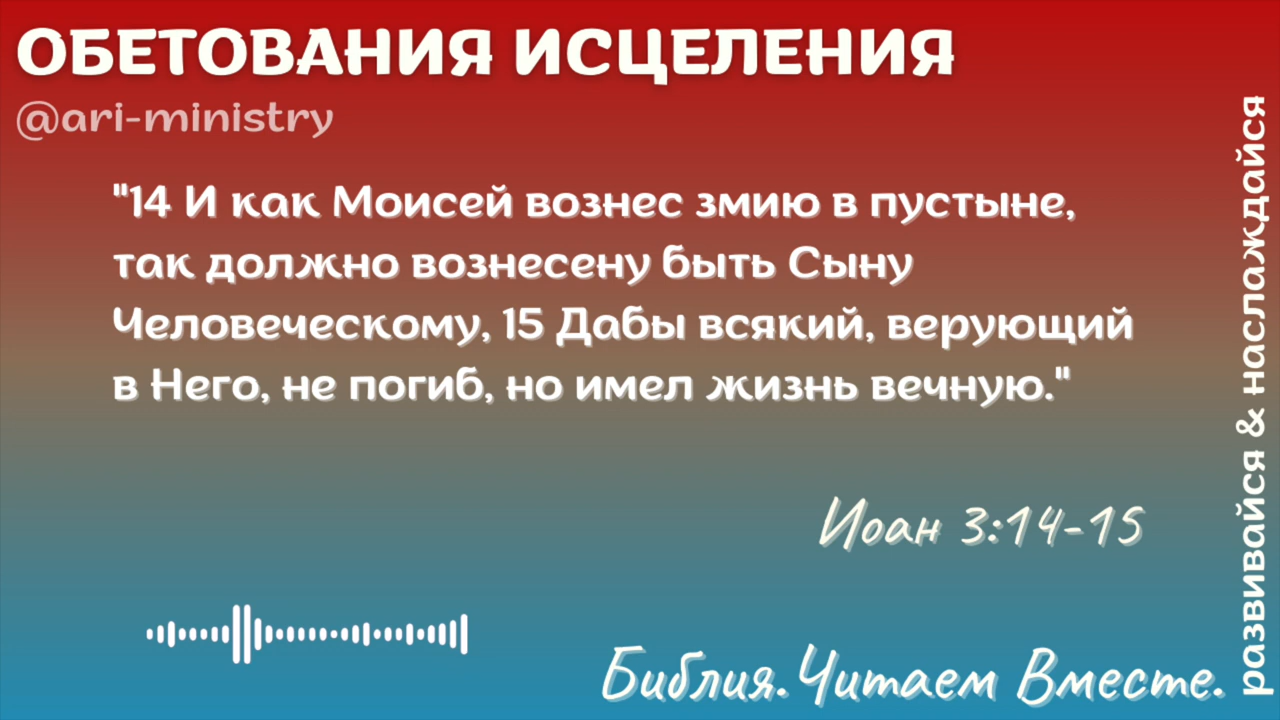 ОБЕТОВАНИЯ ИСЦЕЛЕНИЯ
@ari-ministry
"14 И как Моисей вознес змию в пустыне,
так должно вознесену быть Сыну
Человеческому, 15 Дабы всякий, верующий
в Него, не погиб, но имел жизнь вечную."
Иоан 3:14-15
Библия.Читаем Вместе.
развивайся & наслаждайся